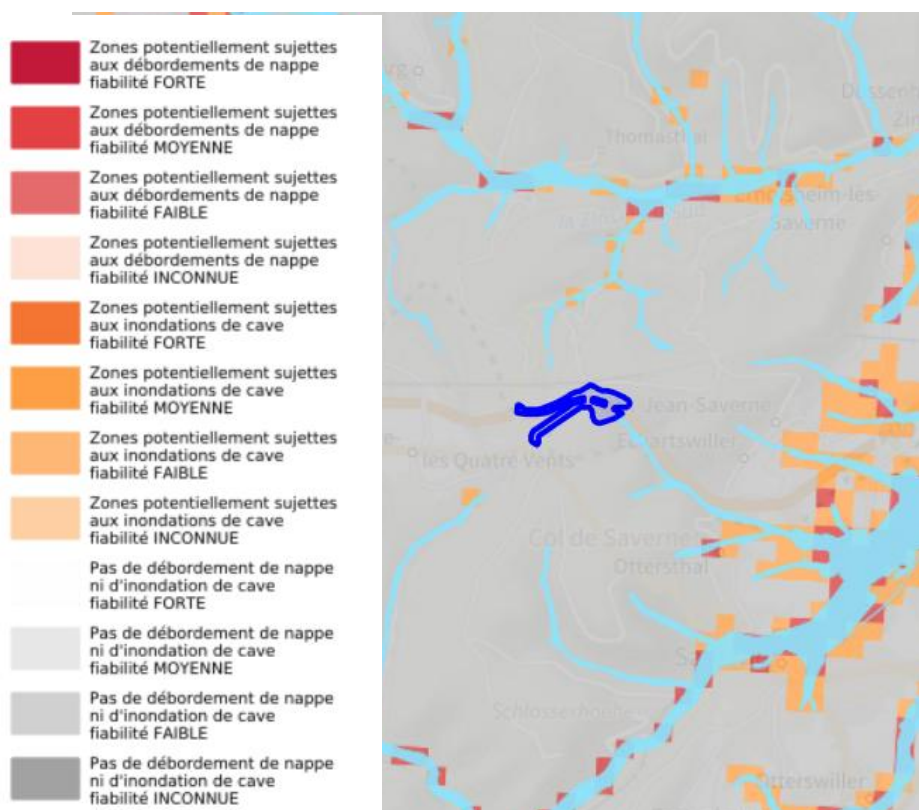 Zones potentiellement sujettes
aux débordements de nappe
fiabilité FORTE
Zones potentiellement sujettes
aux débordements de nappe
fiabilité MOYENNE
Zones potentiellement sujettes
aux débordements de nappe
fiabilité FAIBLE
Zones potentiellement sujettes
aux débordements de nappe
fiabilité INCONNUE
Zones potentiellement sujettes
aux inondations de cave
fiabilité FORTE
Zones potentiellement sujettes
aux inondations de cave
fiabilité MOYENNE
Zones potentiellement sujettes
aux inondations de cave
fiabilité FAIBLE
Zones potentiellement sujettes
aux inondations de cave
fiabilité INCONNUE
Pas de débordement de nappe
ni d'inondation de cave
fiabilité FORTE
Pas de débordement de nappe
ni d'inondation de cave
fiabilité MOYENNE
Pas de débordement de nappe
ni d'inondation de cave
fiabilité FAIBLE
Pas de débordement de nappe
ni d'inondation de cave
fiabilité INCONNUE
Thomasthal
Saverne
Jean-Saverne
Eckartswiller
les Quatre Vents
Col de Saverne
Ottersthal
Otterswiller